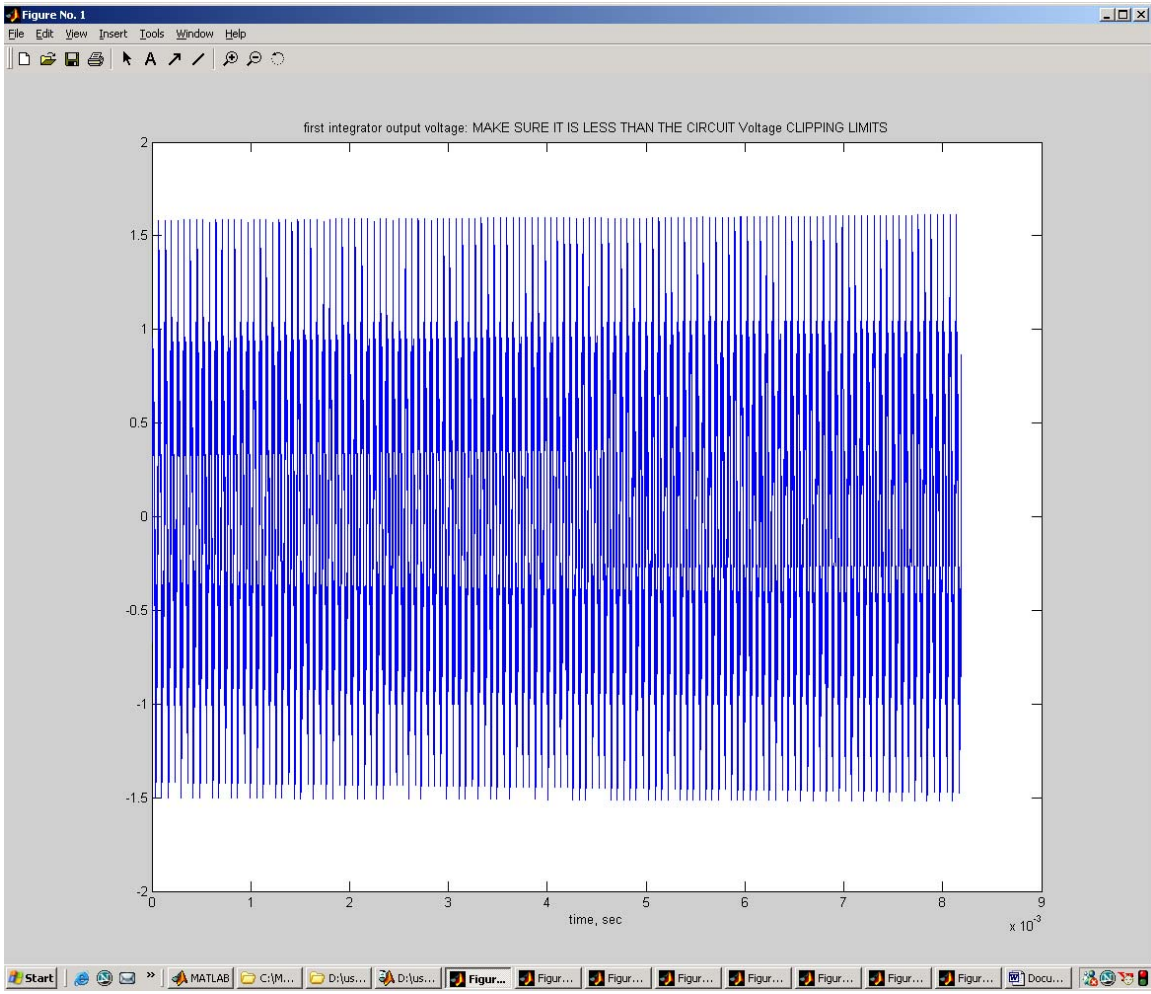 Figure No. 1
File Edit View Insert Tools Window Help
first integrator output voltage: MAKE SURE IT IS LESS THAN THE CIRCUIT Voltage CLIPPING LIMITS
2
1.5
1
0.5
0
-0.5
-1
-1.5
-2
0 1 2 3 4 5 6 7 8 9
time, sec
x 10^-3
Start » MATLAB C:\M... D:\us... D:\us... Figur... Figur... Figur... Figur... Figur... Figur... Figur... Figur... Docu...